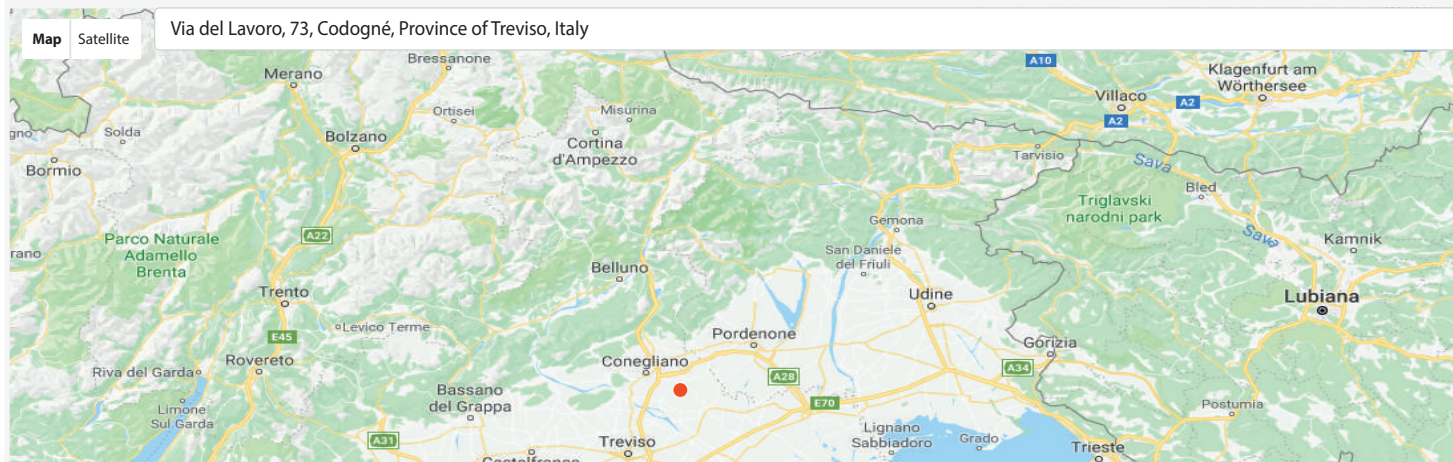 Map
Satellite
Via del Lavoro, 73, Codogné, Province of Treviso, Italy
Merano
Bressanone
A10
Klagenfurt am
Wörthersee
Villaco
A2
A2
Solda
Ortisei
Misurina
Bolzano
Cortina
d'Ampezzo
Tarvisio
Sava
Bormio
Bled
Triglavski
narodni park
Gemona
Parco Naturale
Adamello
Brenta
A22
Sava
Kamnik
San Daniele
del Friuli
Belluno
Trento
Udine
Lubiana
Levico Terme
E45
Pordenone
Rovereto
Conegliano
Górizia
Riva del Garda
A28
A34
Bassano
del Grappa
E70
Limone
Sul Garda
Postumia
A31
Treviso
Lignano
Sabbiadoro
Grado
Trieste